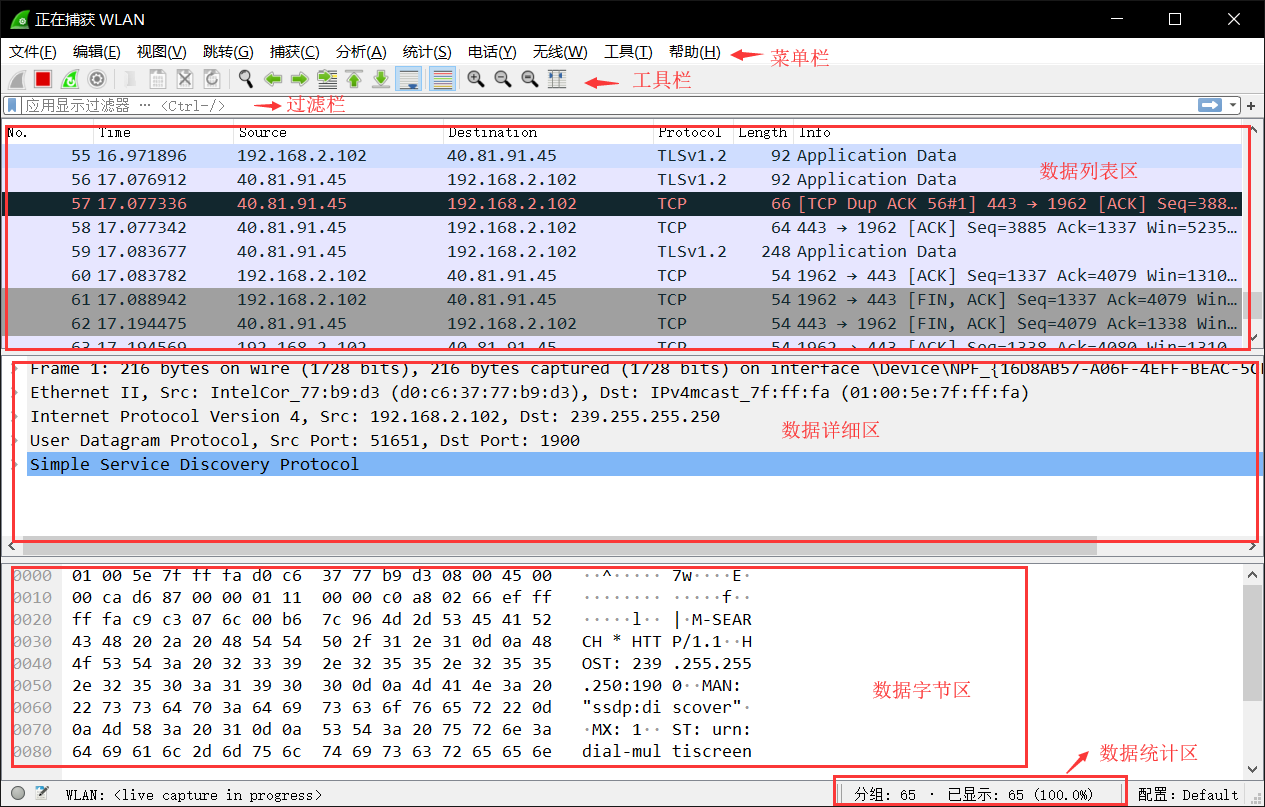 正在捕获 WLAN
文件(F) 编辑(E) 视图(V) 跳转(G) 捕获(C) 分析(A) 统计(S) 电话(Y) 无线(W) 工具(T) 帮助(H) 菜单栏
工具栏
应用显示过滤器 … <Ctrl-/> 过滤栏
No. Time Source Destination Protocol Length Info
55 16.971896 192.168.2.102 40.81.91.45 TLSv1.2 92 Application Data
数据列表区
56 17.076912 40.81.91.45 192.168.2.102 TLSv1.2 92 Application Data
57 17.077336 40.81.91.45 192.168.2.102 TCP 66 [TCP Dup ACK 56#1] 443 → 1962 [ACK] Seq=388…
58 17.077342 40.81.91.45 192.168.2.102 TCP 64 443 → 1962 [ACK] Seq=3885 Ack=1337 Win=5235…
59 17.083677 40.81.91.45 192.168.2.102 TLSv1.2 248 Application Data
60 17.083782 192.168.2.102 40.81.91.45 TCP 54 1962 → 443 [ACK] Seq=1337 Ack=4079 Win=1310…
61 17.088942 192.168.2.102 40.81.91.45 TCP 54 1962 → 443 [FIN, ACK] Seq=1337 Ack=4079 Win…
62 17.194475 40.81.91.45 192.168.2.102 TCP 54 443 → 1962 [FIN, ACK] Seq=4079 Ack=1338 Win…
63 17.194569 192.168.2.102 40.81.91.45 TCP 54 1962 → 443 [ACK] Seq=1338 Ack=4080 Win=1310…
Frame 1: 216 bytes on wire (1728 bits), 216 bytes captured (1728 bits) on interface \Device\NPF_{16D8AB57-A06F-4EFF-BEAC-5C
Ethernet II, Src: IntelCor_77:b9:d3 (d0:c6:37:77:b9:d3), Dst: IPv4mcast_7f:ff:fa (01:00:5e:7f:ff:fa)
Internet Protocol Version 4, Src: 192.168.2.102, Dst: 239.255.255.250
数据详细区
User Datagram Protocol, Src Port: 51651, Dst Port: 1900
Simple Service Discovery Protocol
0000 01 00 5e 7f ff fa d0 c6 37 77 b9 d3 08 00 45 00 ··^····· 7w····E·
0010 00 ca d6 87 00 00 01 11 00 00 c0 a8 02 66 ef ff ········ ·····f··
0020 ff fa c9 c3 07 6c 00 b6 7c 96 4d 2d 53 45 41 52 ·····l·· |·M-SEAR
0030 43 48 20 2a 20 48 54 54 50 2f 31 2e 31 0d 0a 48 CH * HTT P/1.1··H
0040 4f 53 54 3a 20 32 33 39 2e 32 35 35 2e 32 35 35 OST: 239 .255.255
0050 2e 32 35 30 3a 31 39 30 30 0d 0a 4d 41 4e 3a 20 .250:190 0··MAN:
数据字节区
0060 22 73 73 64 70 3a 64 69 73 63 6f 76 65 72 22 0d "ssdp:di scover"·
0070 0a 4d 58 3a 20 31 0d 0a 53 54 3a 20 75 72 6e 3a ·MX: 1·· ST: urn:
0080 64 69 61 6c 2d 6d 75 6c 74 69 73 63 72 65 65 6e dial-mul tiscreen
数据统计区
WLAN: <live capture in progress> 分组: 65 · 已显示: 65 (100.0%) 配置: Default